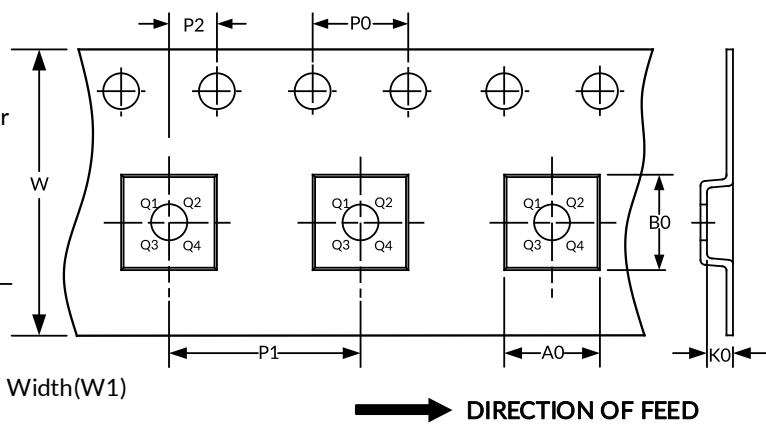 P2 P0
r
W
Q1 Q2 Q1 Q2 Q1 Q2
B0
Q3 Q4 Q3 Q4 Q3 Q4
P1 A0 K0
Width(W1)
DIRECTION OF FEED